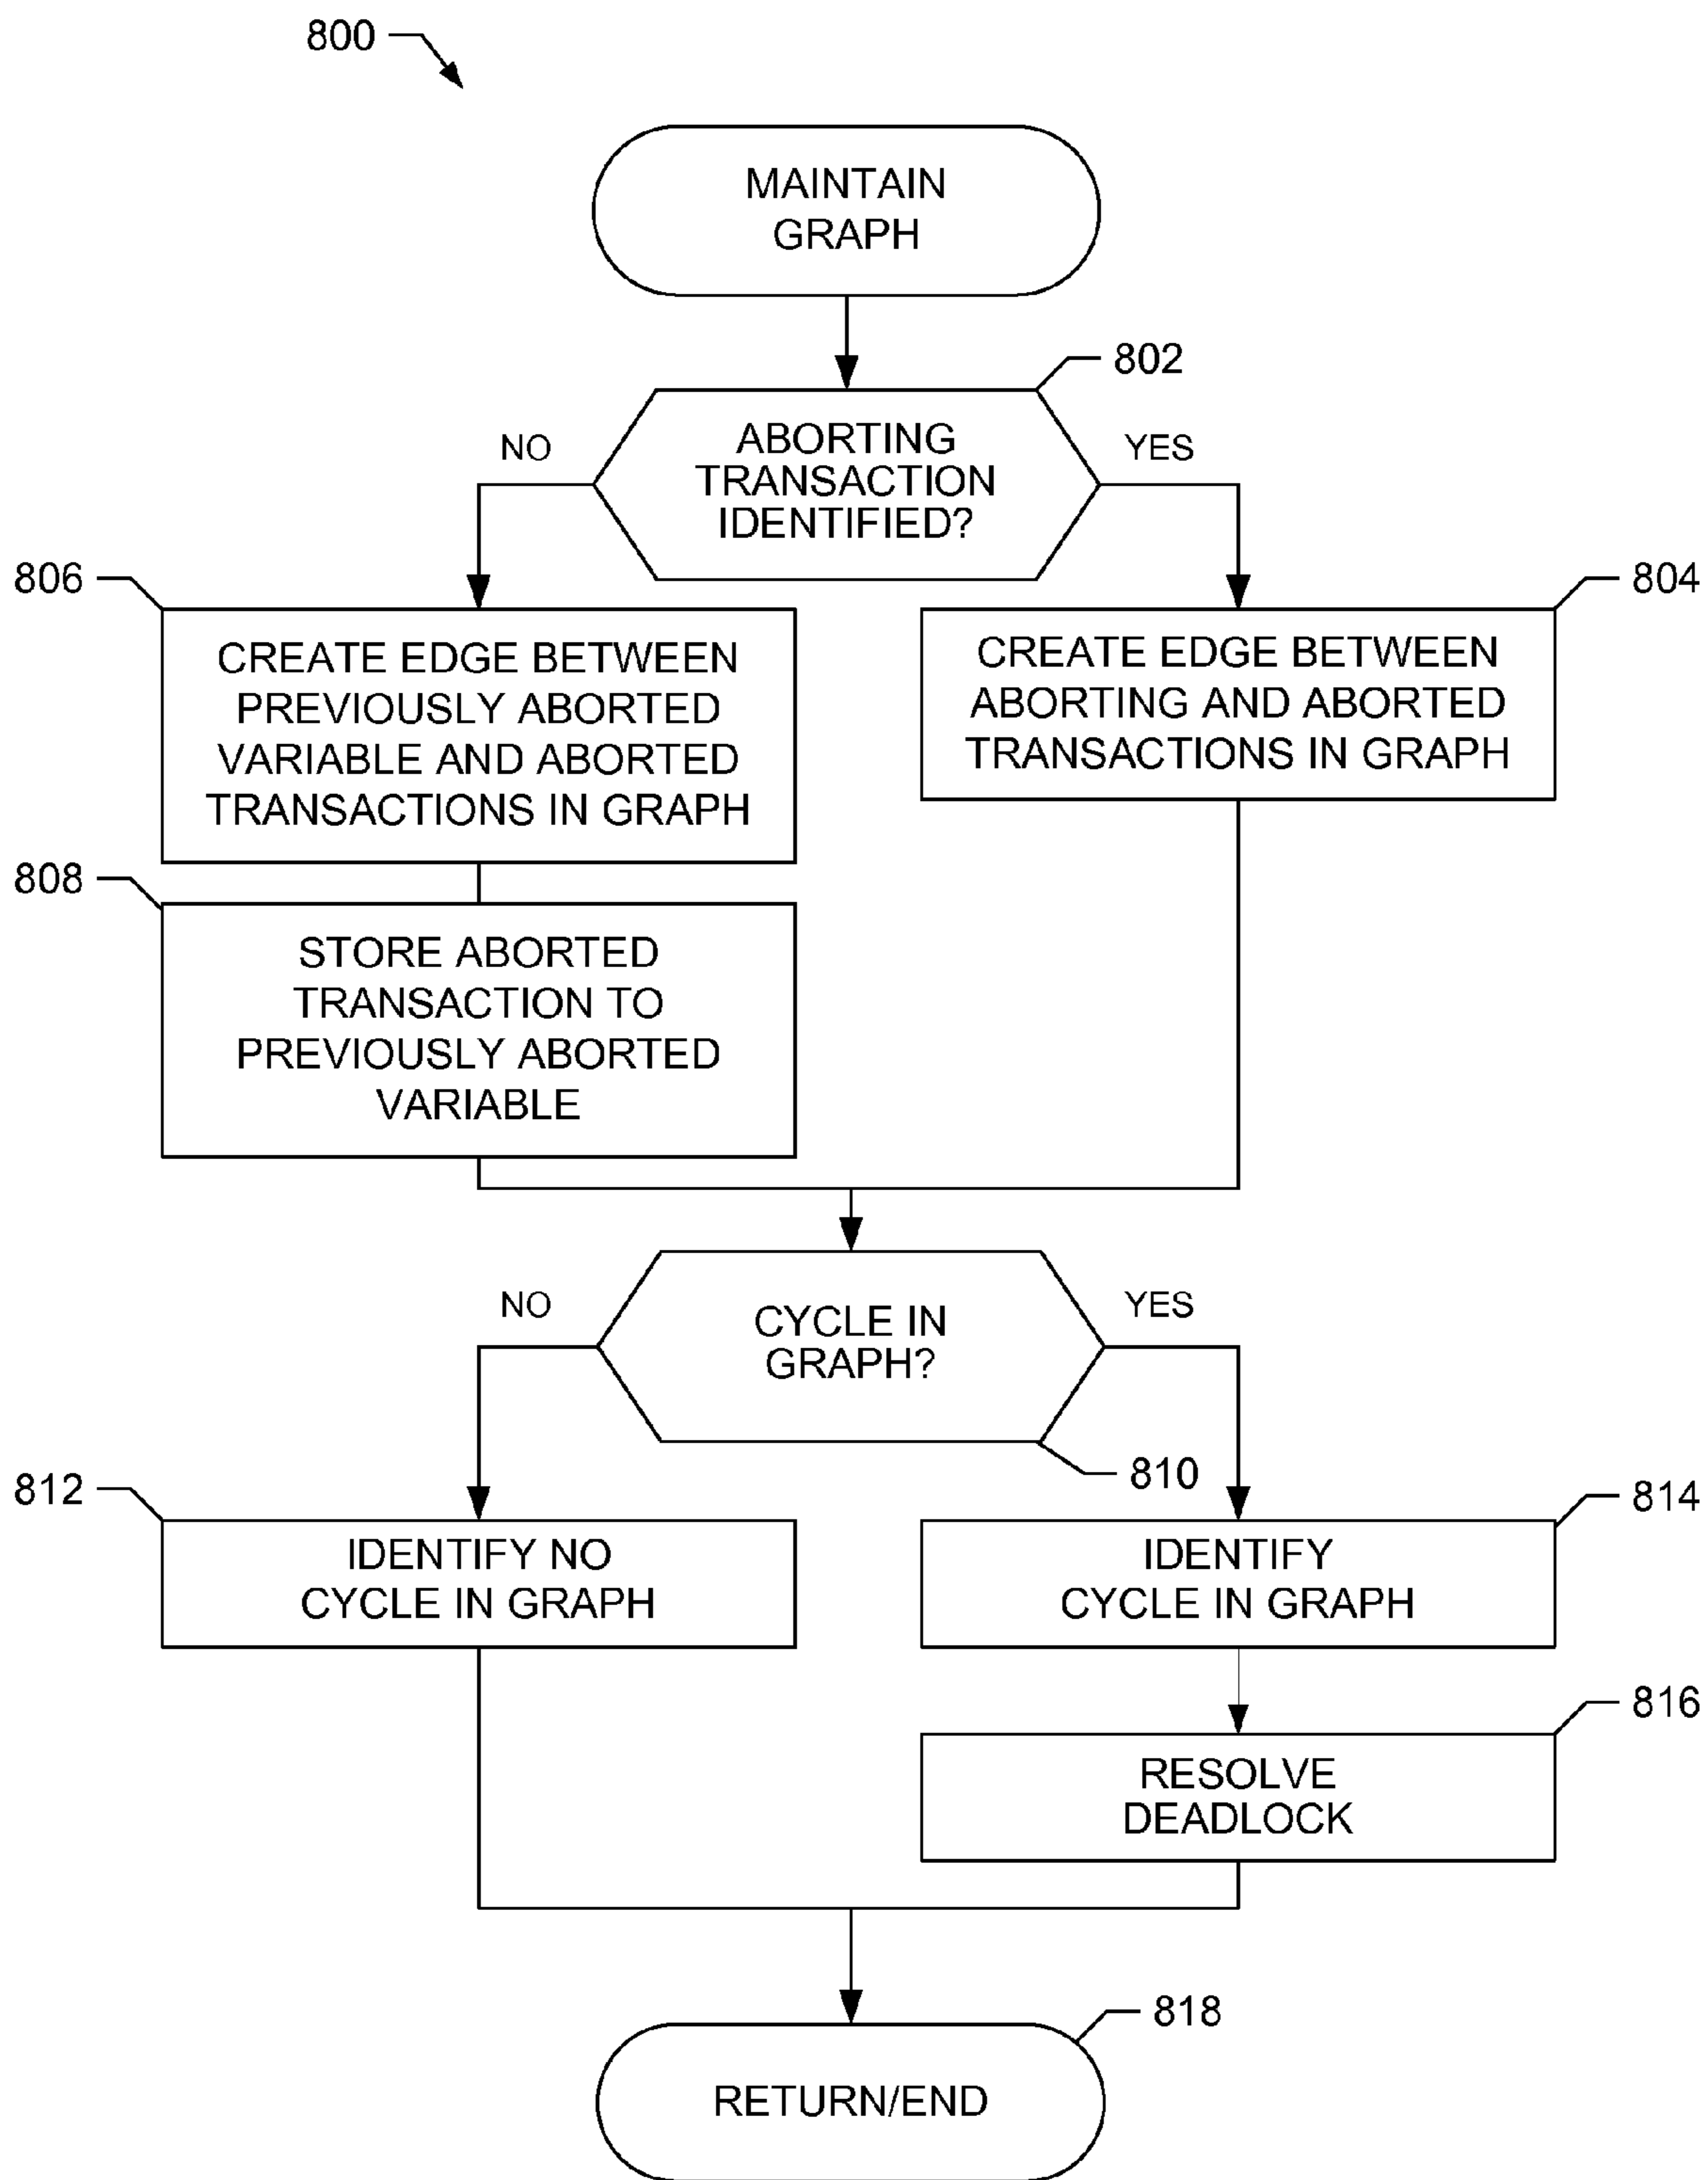 800
MAINTAIN
GRAPH
802
NO
ABORTING
TRANSACTION
IDENTIFIED?
YES
806
804
CREATE EDGE BETWEEN
PREVIOUSLY ABORTED
VARIABLE AND ABORTED
TRANSACTIONS IN GRAPH
CREATE EDGE BETWEEN
ABORTING AND ABORTED
TRANSACTIONS IN GRAPH
808
STORE ABORTED
TRANSACTION TO
PREVIOUSLY ABORTED
VARIABLE
NO
CYCLE IN
GRAPH?
YES
810
812
814
IDENTIFY NO
CYCLE IN GRAPH
IDENTIFY
CYCLE IN GRAPH
816
RESOLVE
DEADLOCK
818
RETURN/END